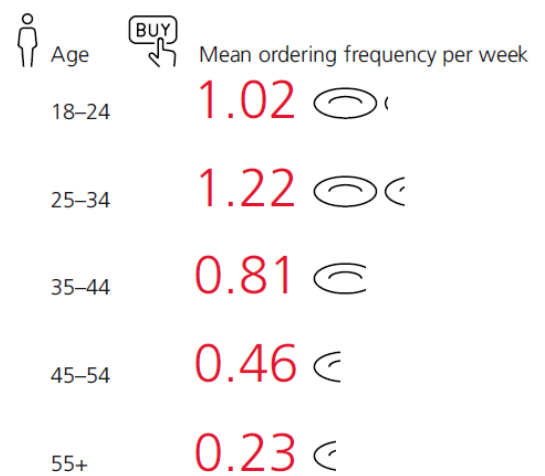 BUY
Age Mean ordering frequency per week
18–24 1.02
25–34 1.22
35–44 0.81
45–54 0.46
55+ 0.23